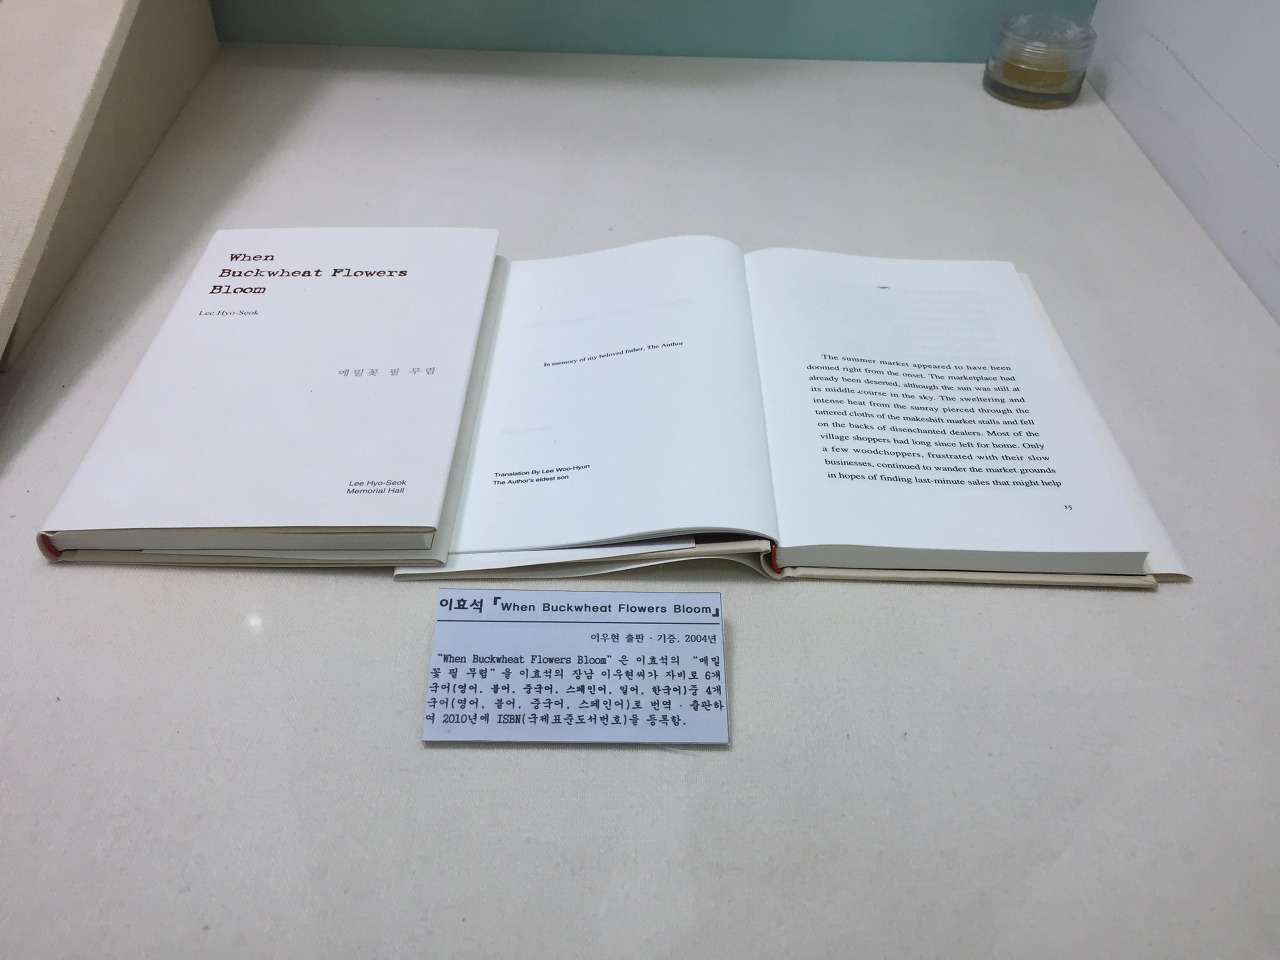 When
Buckwheat Flowers
Bloom
Lee Hyo-Seok
메밀꽃 필 무렵
Lee Hyo-Seok
Memorial Hall
In memory of my beloved father, The Author
Translation By Lee Woo-Hyun
The Author's eldest son
The summer market appeared to have been
doomed right from the onset. The marketplace had
already been deserted, although the sun was still at
its middle-course in the sky. The sweltering and
intense heat from the sunray pierced through the
tattered cloths of the makeshift market stalls and fell
on the backs of disenchanted dealers. Most of the
village shoppers had long since left for home. Only
a few woodchoppers, frustrated with their slow
businesses, continued to wander the market grounds
in hopes of finding last-minute sales that might help
15
이효석 「When Buckwheat Flowers Bloom」
이우현 출판 · 기증, 2004년
"When Buckwheat Flowers Bloom" 은 이효석의 "메밀
꽃 필 무렵" 을 이효석의 장남 이우현씨가 자비로 6개
국어(영어, 불어, 중국어, 스페인어, 일어, 한국어)중 4개
국어(영어, 불어, 중국어, 스페인어)로 번역 · 출판하
여 2010년에 ISBN(국제표준도서번호)을 등록함.